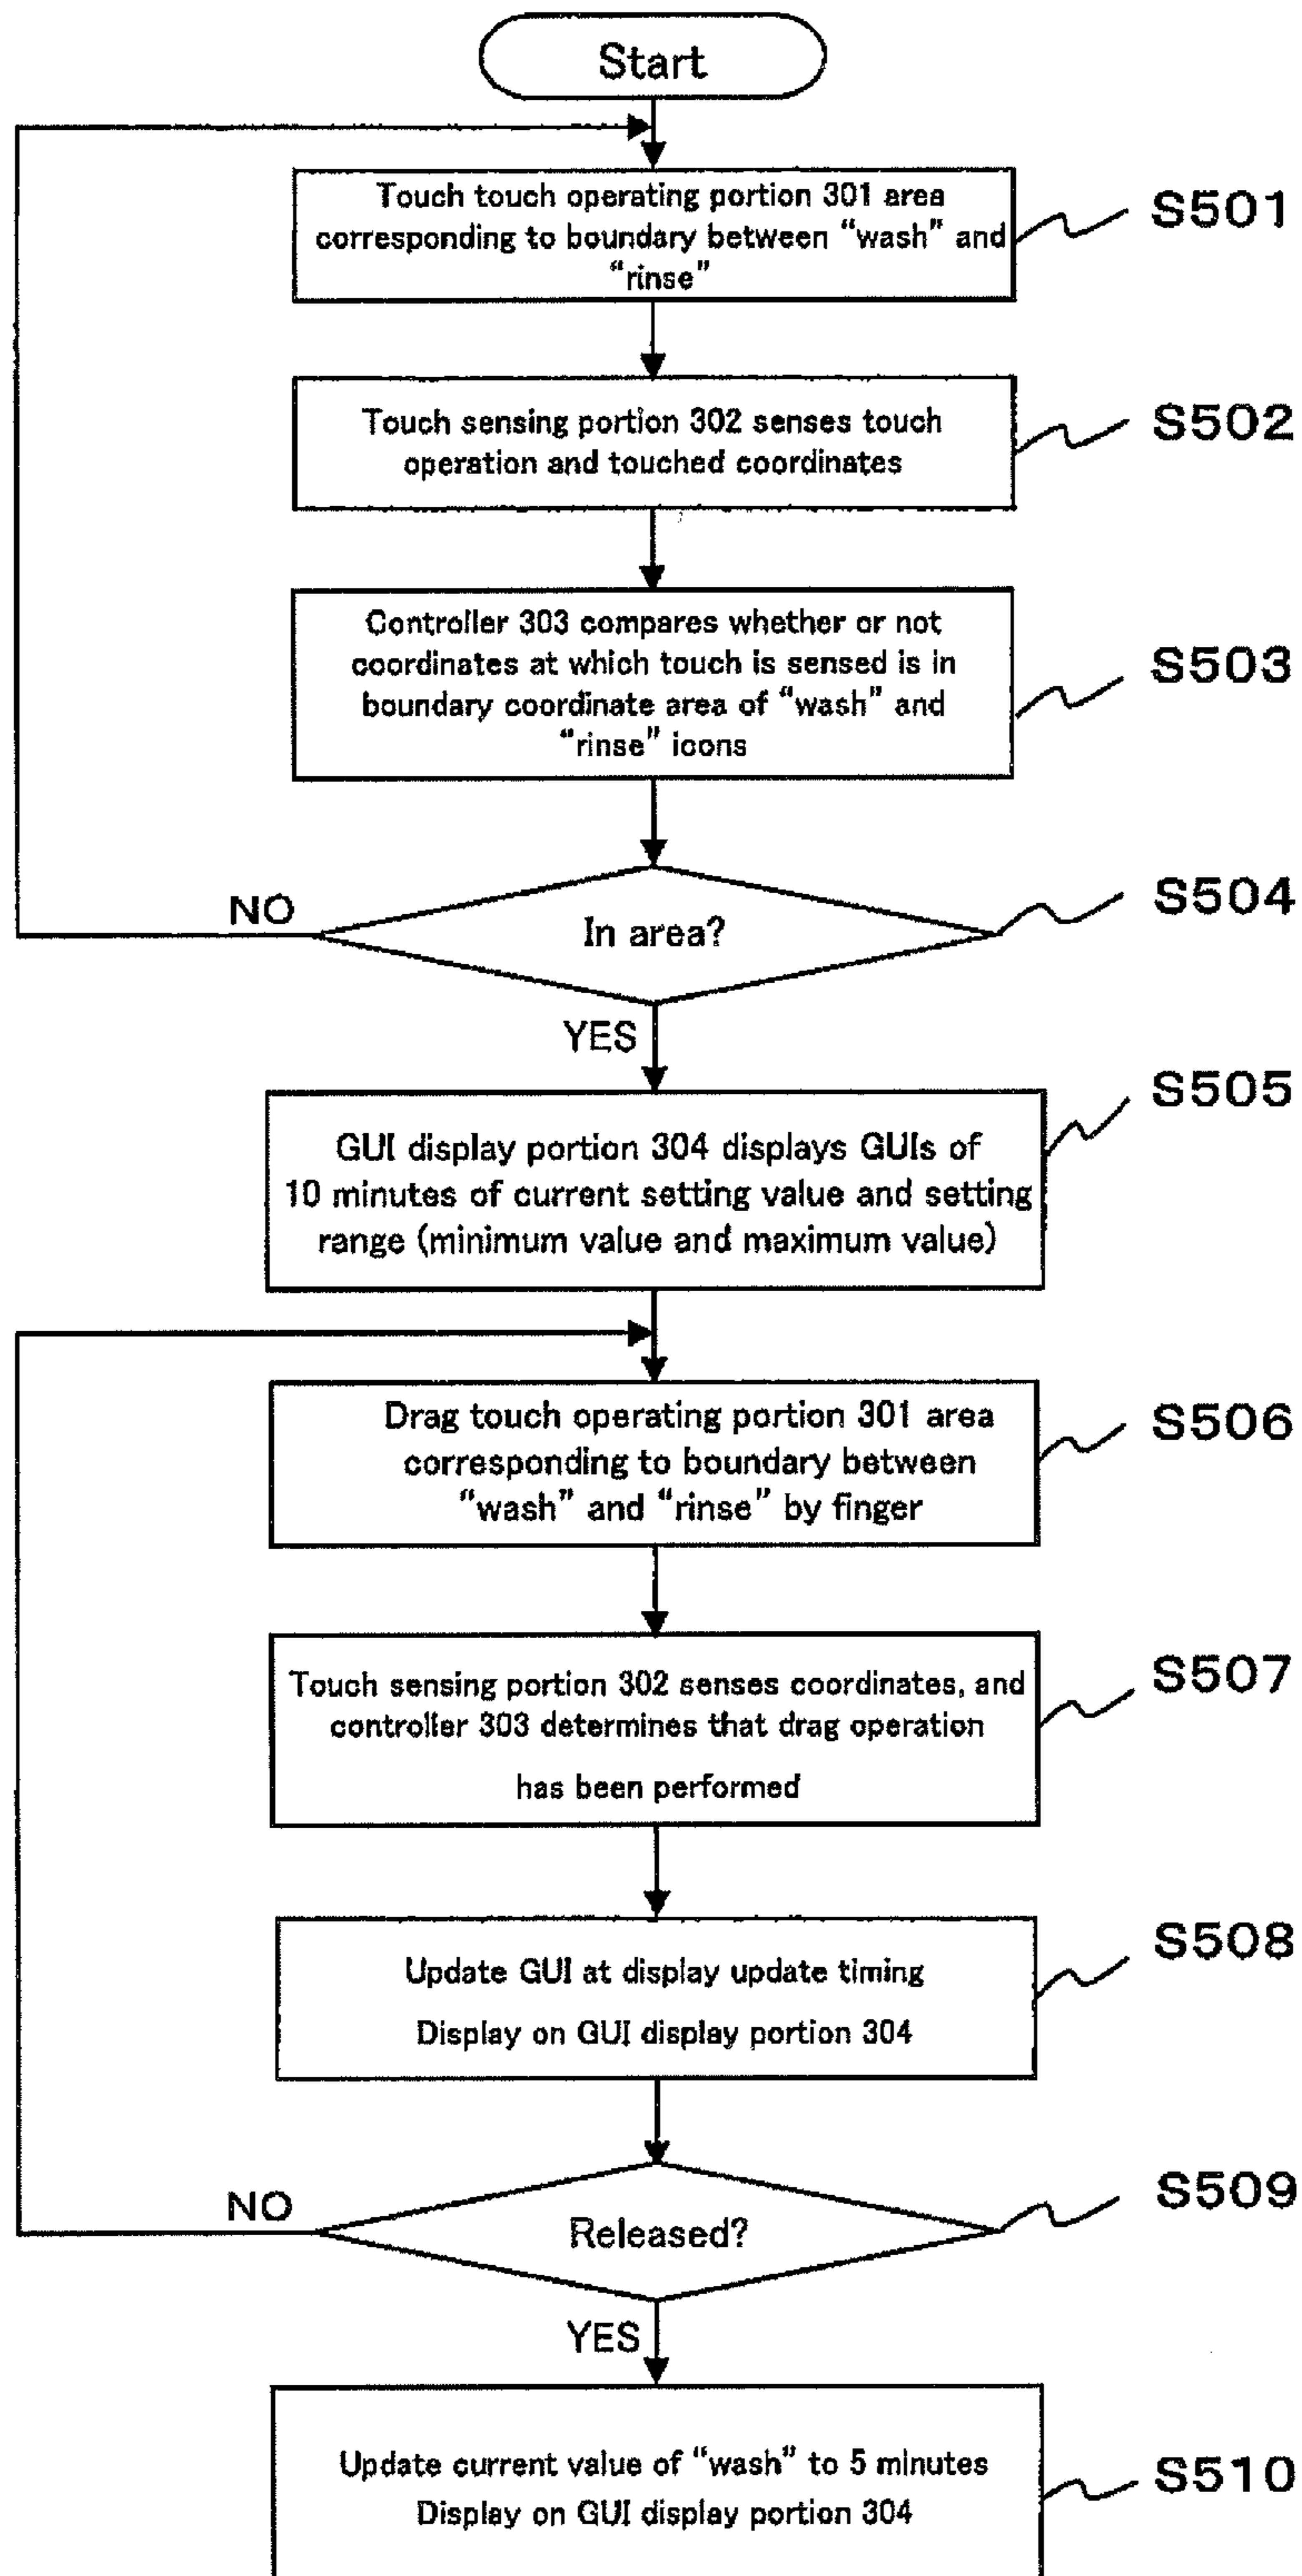 Start
Touch touch operating portion 301 area
corresponding to boundary between “wash” and
“rinse”
S501
Touch sensing portion 302 senses touch
operation and touched coordinates
S502
Controller 303 compares whether or not
coordinates at which touch is sensed is in
boundary coordinate area of “wash” and
“rinse” icons
S503
NO
In area?
S504
YES
GUI display portion 304 displays GUIs of
10 minutes of current setting value and setting
range (minimum value and maximum value)
S505
Drag touch operating portion 301 area
corresponding to boundary between
“wash” and “rinse” by finger
S506
Touch sensing portion 302 senses coordinates, and
controller 303 determines that drag operation
has been performed
S507
Update GUI at display update timing
Display on GUI display portion 304
S508
NO
Released?
S509
YES
Update current value of “wash” to 5 minutes
Display on GUI display portion 304
S510